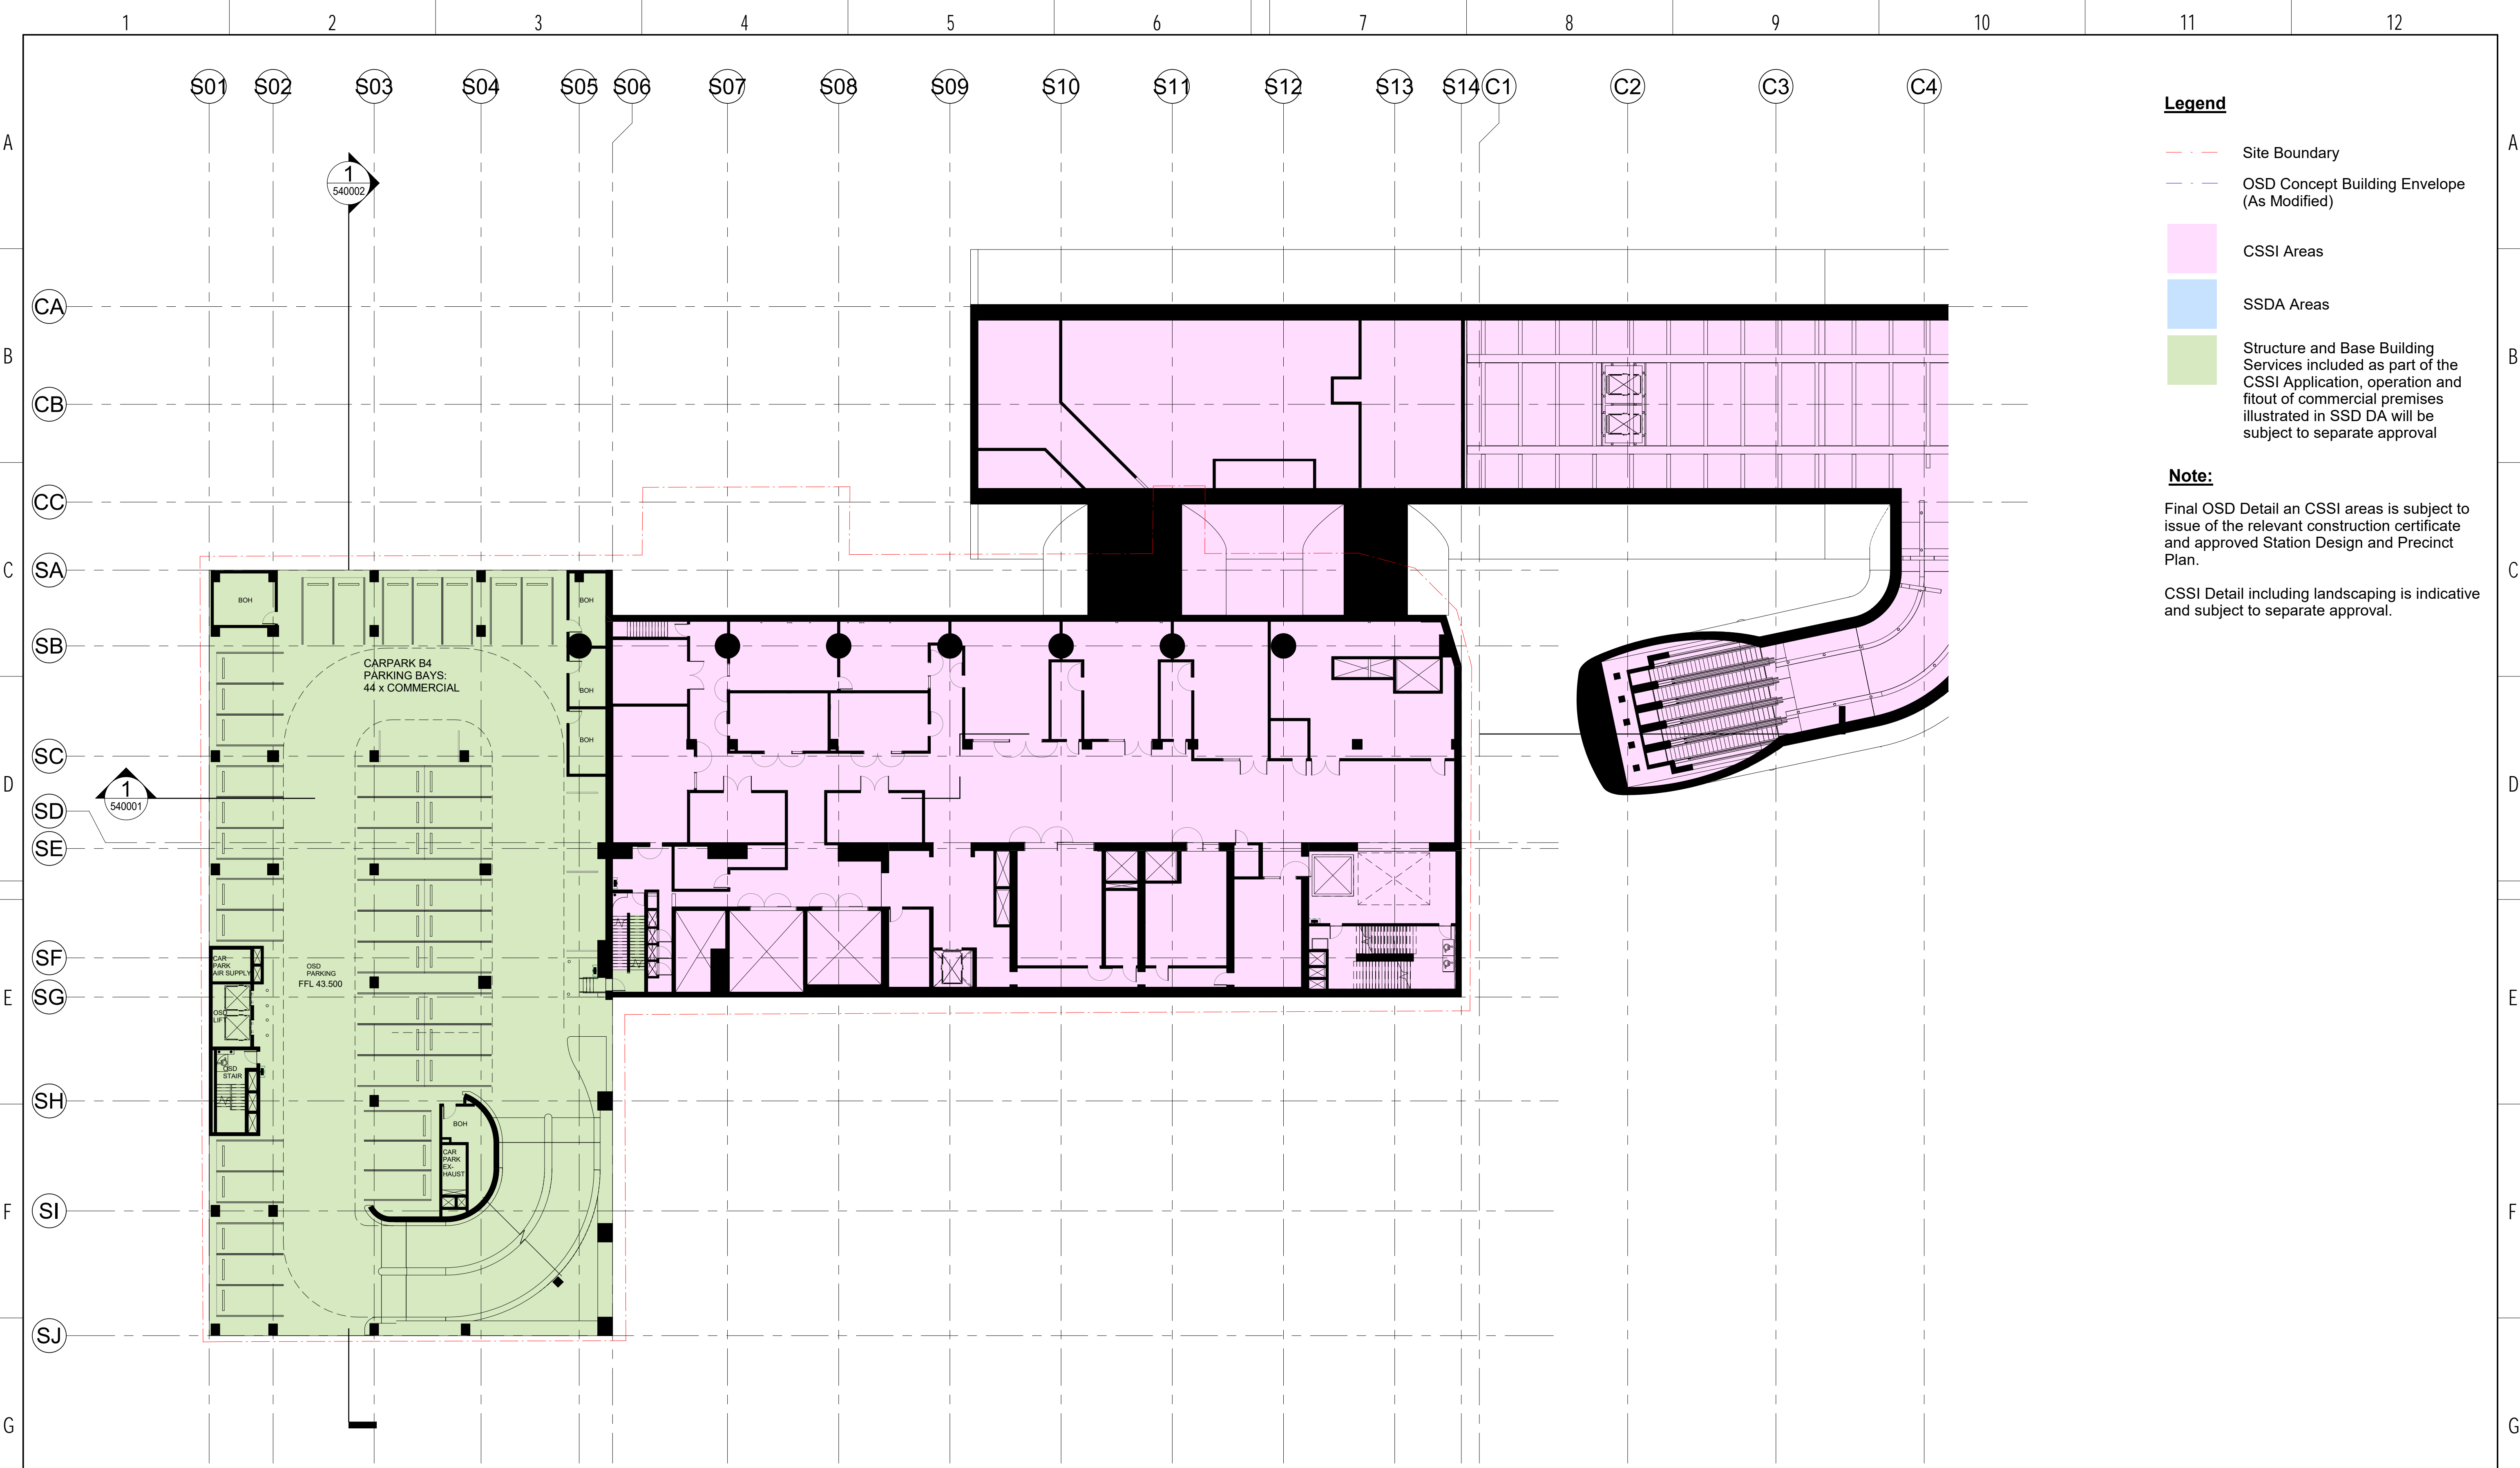 1 2 3 4 5 6 7 8 9 10 11 12
S01 S02 S03 S04 S05 S06 S07 S08 S09 S10 S11 S12 S13 S14 C1 C2 C3 C4
Legend
A A
Site Boundary
1
540002
OSD Concept Building Envelope
(As Modified)
CSSI Areas
CA
SSDA Areas
B B
Structure and Base Building
Services included as part of the
CSSI Application, operation and
fitout of commercial premises
illustrated in SSD DA will be
subject to separate approval
CB
Note:
CC
Final OSD Detail an CSSI areas is subject to
issue of the relevant construction certificate
and approved Station Design and Precinct
Plan.
C SA C
CSSI Detail including landscaping is indicative
and subject to separate approval.
BOH BOH
SB
CARPARK B4
PARKING BAYS:
44 x COMMERCIAL
BOH
BOH
SC
D D
1
540001
SD
SE
SF
CAR
PARK
AIR SUPPLY
OSD
PARKING
FFL 43.500
E SG E
OSD
LIFT
OSD
STAIR
SH
BOH
CAR
PARK
EX-
HAUST
F SI F
SJ
G G